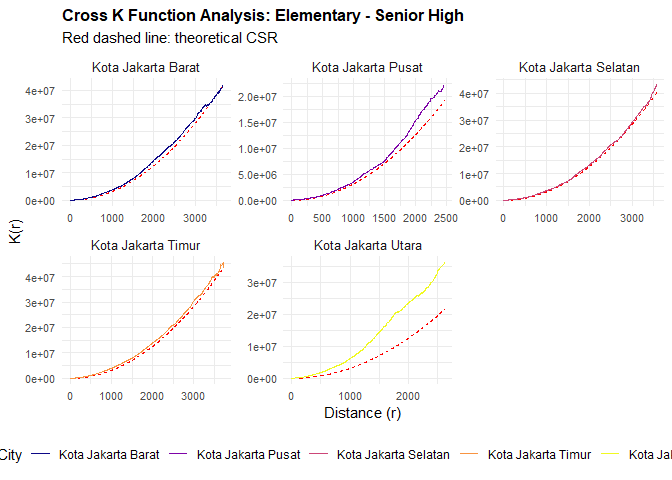 Cross K Function Analysis: Elementary - Senior High
Red dashed line: theoretical CSR
Kota Jakarta Barat
Kota Jakarta Pusat
Kota Jakarta Selatan
4e+07
3e+07
2e+07
1e+07
0e+00
0 1000 2000 3000
2.0e+07
1.5e+07
1.0e+07
5.0e+06
0.0e+00
0 500 1000 1500 2000 2500
4e+07
3e+07
2e+07
1e+07
0e+00
0 1000 2000 3000
K(r)
Kota Jakarta Timur
Kota Jakarta Utara
4e+07
3e+07
2e+07
1e+07
0e+00
0 1000 2000 3000
3e+07
2e+07
1e+07
0e+00
0 1000 2000
Distance (r)
City Kota Jakarta Barat Kota Jakarta Pusat Kota Jakarta Selatan Kota Jakarta Timur Kota Jak